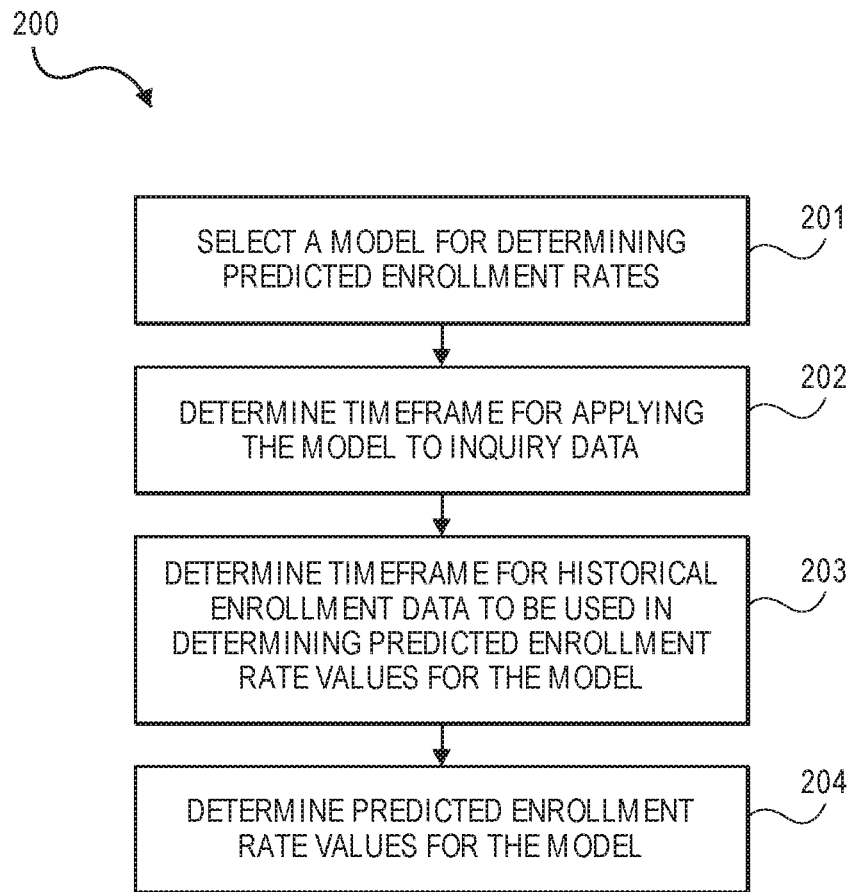 200
201
SELECT A MODEL FOR DETERMINING
PREDICTED ENROLLMENT RATES
202
DETERMINE TIMEFRAME FOR APPLYING
THE MODEL TO INQUIRY DATA
203
DETERMINE TIMEFRAME FOR HISTORICAL
ENROLLMENT DATA TO BE USED IN
DETERMINING PREDICTED ENROLLMENT
RATE VALUES FOR THE MODEL
204
DETERMINE PREDICTED ENROLLMENT
RATE VALUES FOR THE MODEL